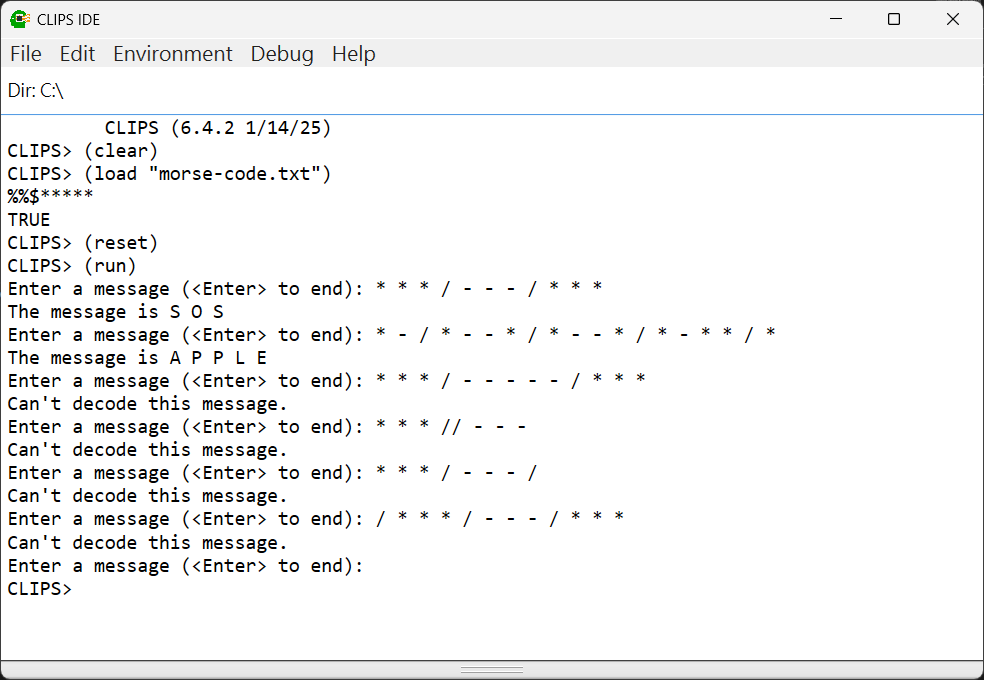 CLIPS IDE
File Edit Environment Debug Help
Dir: C:\
CLIPS (6.4.2 1/14/25)
CLIPS> (clear)
CLIPS> (load "morse-code.txt")
%%$*****
TRUE
CLIPS> (reset)
CLIPS> (run)
Enter a message (<Enter> to end): * * * / - - - / * * *
The message is S O S
Enter a message (<Enter> to end): * - / * - - * / * - - * / * - * * / *
The message is A P P L E
Enter a message (<Enter> to end): * * * / - - - - - / * * *
Can't decode this message.
Enter a message (<Enter> to end): * * * // - - -
Can't decode this message.
Enter a message (<Enter> to end): * * * / - - - /
Can't decode this message.
Enter a message (<Enter> to end): / * * * / - - - / * * *
Can't decode this message.
Enter a message (<Enter> to end):
CLIPS>